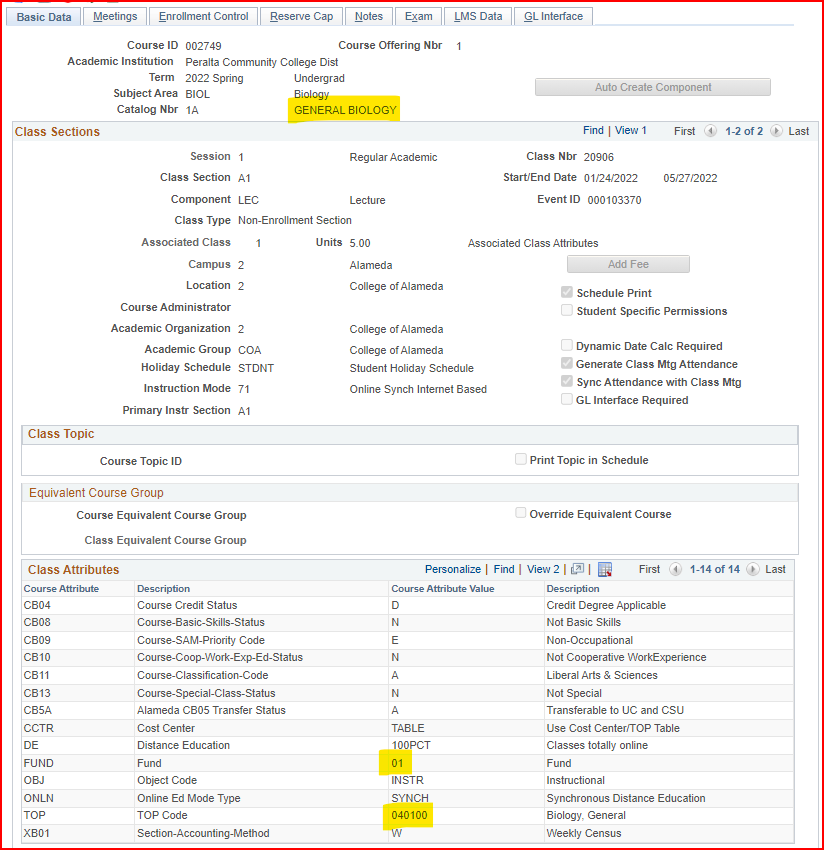 Basic Data Meetings Enrollment Control Reserve Cap Notes Exam LMS Data GL Interface
Course ID 002749 Course Offering Nbr 1
Academic Institution Peralta Community College Dist
Term 2022 Spring Undergrad
Subject Area BIOL Biology Auto Create Component
Catalog Nbr 1A GENERAL BIOLOGY
Class Sections Find | View 1 First 1-2 of 2 Last
Session 1 Regular Academic Class Nbr 20906
Class Section A1 Start/End Date 01/24/2022 05/27/2022
Component LEC Lecture Event ID 000103370
Class Type Non-Enrollment Section
Associated Class 1 Units 5.00 Associated Class Attributes
Campus 2 Alameda Add Fee
Location 2 College of Alameda Schedule Print
Course Administrator Student Specific Permissions
Academic Organization 2 College of Alameda
Academic Group COA College of Alameda Dynamic Date Calc Required
Holiday Schedule STDNT Student Holiday Schedule Generate Class Mtg Attendance
Instruction Mode 71 Online Synch Internet Based Sync Attendance with Class Mtg
GL Interface Required
Primary Instr Section A1
Class Topic
Course Topic ID Print Topic in Schedule
Equivalent Course Group
Course Equivalent Course Group Override Equivalent Course
Class Equivalent Course Group
Class Attributes Personalize | Find | View 2 | | First 1-14 of 14 Last
Course Attribute Description Course Attribute Value Description
CB04 Course Credit Status D Credit Degree Applicable
CB08 Course-Basic-Skills-Status N Not Basic Skills
CB09 Course-SAM-Priority Code E Non-Occupational
CB10 Course-Coop-Work-Exp-Ed-Status N Not Cooperative WorkExperience
CB11 Course-Classification-Code A Liberal Arts & Sciences
CB13 Course-Special-Class-Status N Not Special
CB5A Alameda CB05 Transfer Status A Transferable to UC and CSU
CCTR Cost Center TABLE Use Cost Center/TOP Table
DE Distance Education 100PCT Classes totally online
FUND Fund 01 Fund
OBJ Object Code INSTR Instructional
ONLN Online Ed Mode Type SYNCH Synchronous Distance Education
TOP TOP Code 040100 Biology, General
XB01 Section-Accounting-Method W Weekly Census